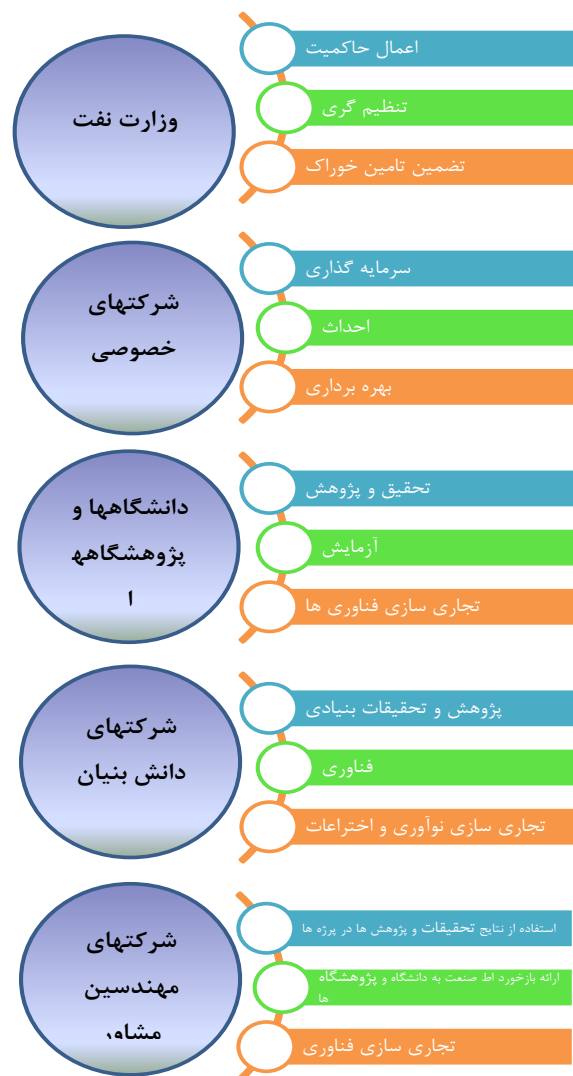 وزارت نفت
اعمال حاکمیت
تنظیم گری
تضمین تامین خوراک
شرکتهای
خصوصی
سرمایه گذاری
احداث
بهره برداری
دانشگاهها و
پژوهشگاهه
ا
تحقیق و پژوهش
آزمایش
تجاری سازی فناوری ها
شرکتهای
دانش بنیان
پژوهش و تحقیقات بنیادی
فناوری
تجاری سازی نوآوری و اختراعات
شرکتهای
مهندسین
مشاور
استفاده از نتایج تحقیقات و پژوهش ها در پرژه ها
ارائه بازخورد اط صنعت به دانشگاه و پژوهشگاه
ها
تجاری سازی فناوری